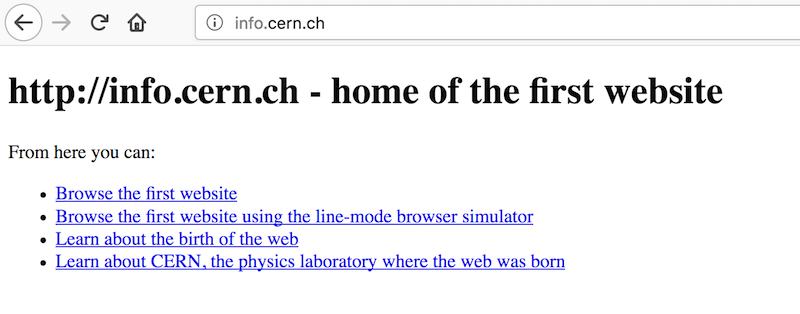 info.cern.ch
http://info.cern.ch - home of the first website
From here you can:
Browse the first website
Browse the first website using the line-mode browser simulator
Learn about the birth of the web
Learn about CERN, the physics laboratory where the web was born